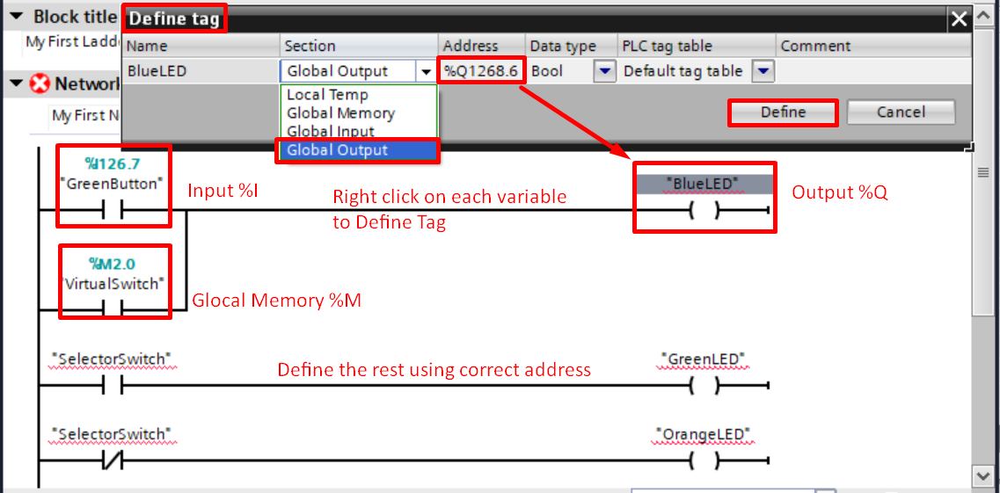 Block title
Define tag
My First Ladde
Name Section Address Data type PLC tag table Comment
BlueLED Global Output %Q1268.6 Bool Default tag table
Network
Local Temp
Global Memory
Global Input
Global Output
Define Cancel
My First N
%I126.7
"GreenButton"
Input %I
Right click on each variable
to Define Tag
"BlueLED"
Output %Q
%M2.0
"VirtualSwitch"
Glocal Memory %M
"SelectorSwitch"
Define the rest using correct address
"GreenLED"
"SelectorSwitch"
"OrangeLED"